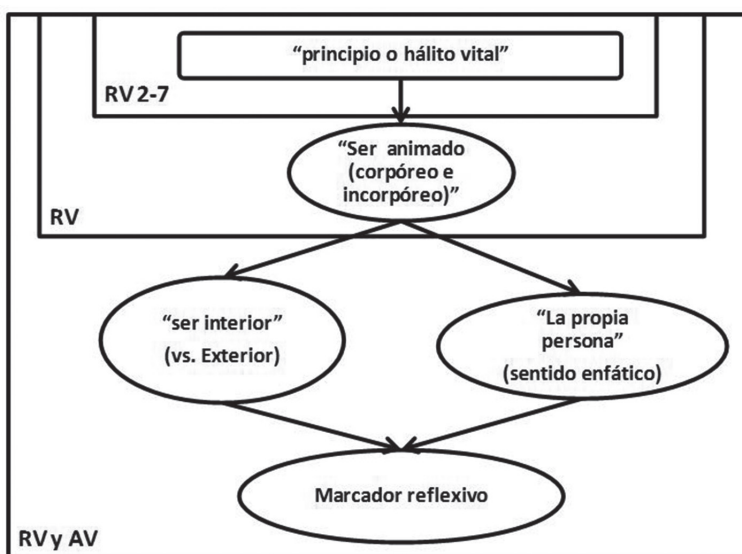 “principio o hálito vital”
RV 2-7
“Ser animado
(corpóreo e
incorpóreo)”
RV
“ser interior”
(vs. Exterior)
“La propia
persona”
(sentido enfático)
Marcador reflexivo
RV y AV